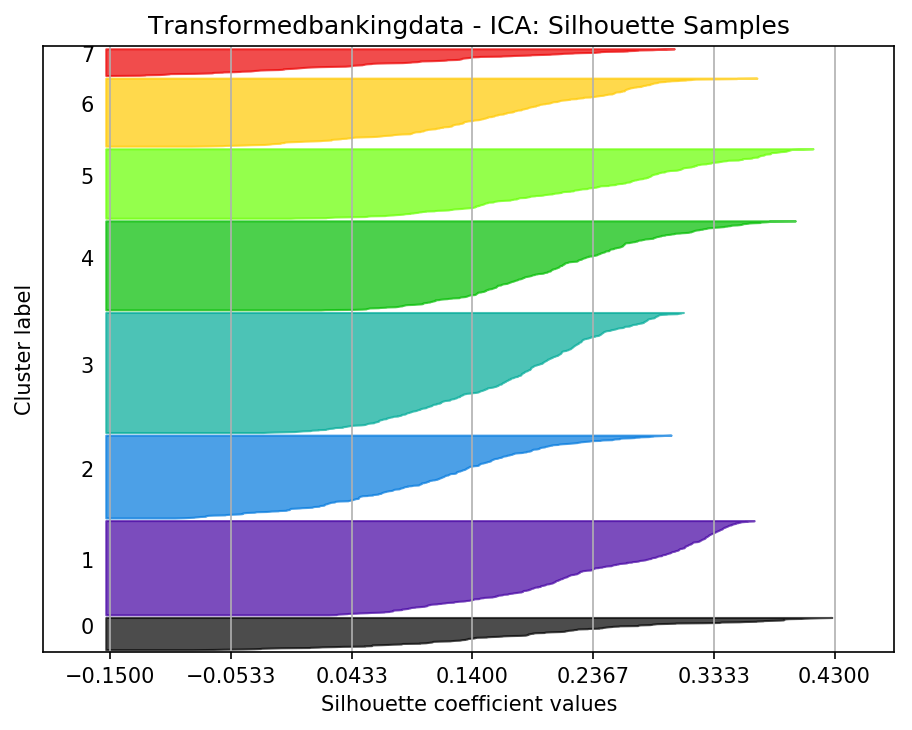 Transformedbankingdata - ICA: Silhouette Samples
7
6
5
4
3
2
1
0
Cluster label
−0.1500 −0.0533 0.0433 0.1400 0.2367 0.3333 0.4300
Silhouette coefficient values